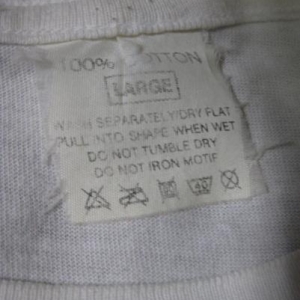 100% COTTON
LARGE
WASH SEPARATELY/DRY FLAT
PULL INTO SHAPE WHEN WET
DO NOT TUMBLE DRY
DO NOT IRON MOTIF
40